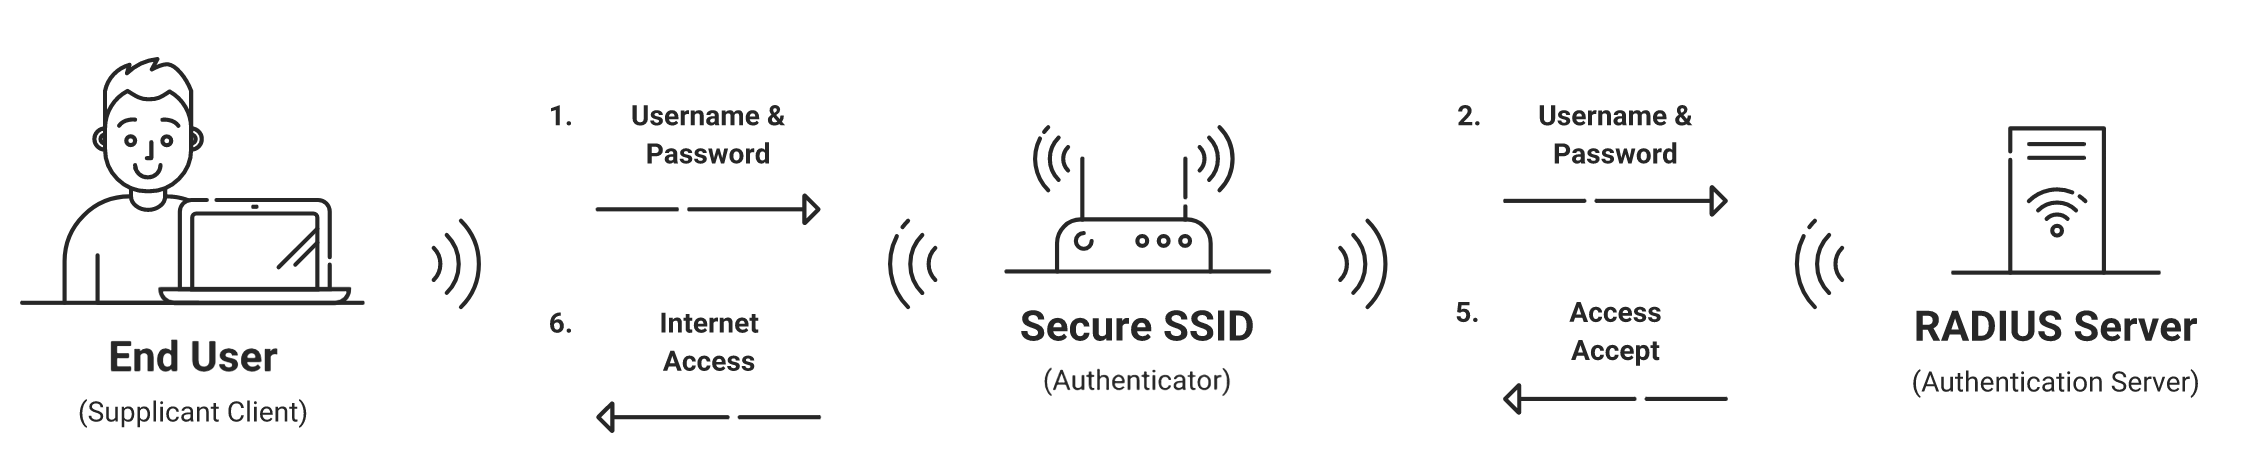 1. Username &
Password
2. Username &
Password
6. Internet
Access
5. Access
Accept
End User
(Supplicant Client)
Secure SSID
(Authenticator)
RADIUS Server
(Authentication Server)